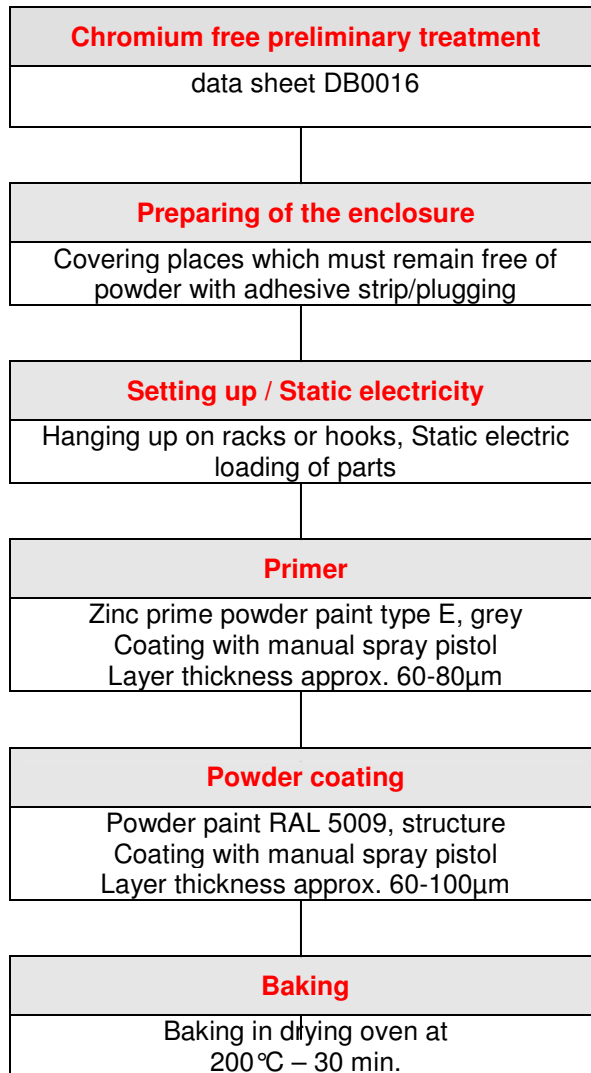 Chromium free preliminary treatment
data sheet DB0016
Preparing of the enclosure
Covering places which must remain free of
powder with adhesive strip/plugging
Setting up / Static electricity
Hanging up on racks or hooks, Static electric
loading of parts
Primer
Zinc prime powder paint type E, grey
Coating with manual spray pistol
Layer thickness approx. 60-80µm
Powder coating
Powder paint RAL 5009, structure
Coating with manual spray pistol
Layer thickness approx. 60-100µm
Baking
Baking in drying oven at
200°C – 30 min.